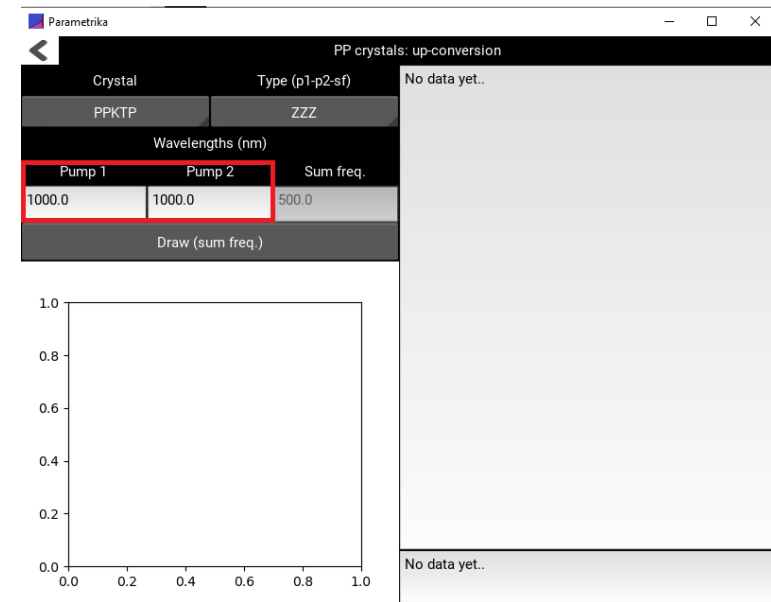 Parametrika
PP crystals: up-conversion
Crystal Type (p1-p2-sf)
PPKTP ZZZ
Wavelengths (nm)
Pump 1 Pump 2 Sum freq.
1000.0 1000.0 500.0
Draw (sum freq.)
No data yet..
1.0
0.8
0.6
0.4
0.2
0.0
0.0 0.2 0.4 0.6 0.8 1.0
No data yet..